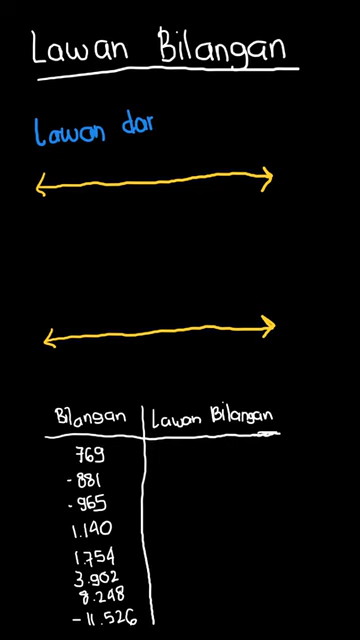 Lawan Bilangan
Lawan dar
Bilangan Lawan Bilangan
769
-881
-965
1.140
1.754
3.902
8.248
-11.526